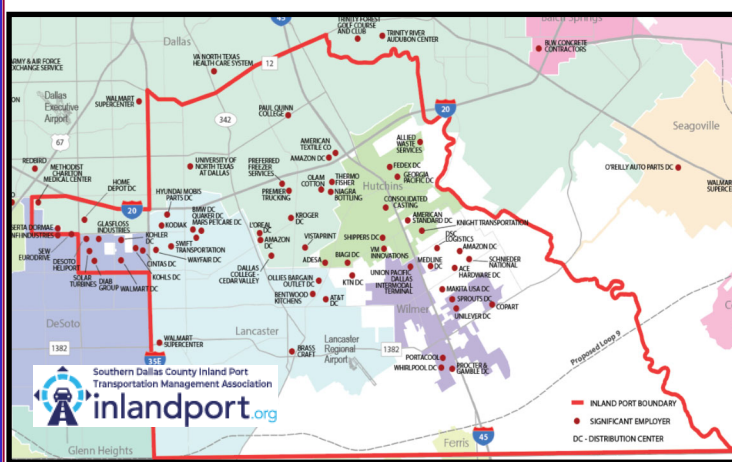 TRINITY FOREST
GOLF COURSE
AND CLUB
TRINITY RIVER
AUDUBON CENTER
Balch Springs
BLW CONCRETE
CONTRACTORS
Dallas
VA NORTH TEXAS
HEALTH CARE SYSTEM
12
ARMY & AIR FORCE
EXCHANGE SERVICE
WALMART
SUPERCENTER
Dallas
Executive
Airport
342
PAUL QUINN
COLLEGE
20
67
Seagoville
ALLIED
WASTE
SERVICES
AMERICAN
TEXTILE CO
AMAZON DC
REDBIRD
METHODIST
CHARLTON
MEDICAL CENTER
HOME
DEPOT DC
UNIVERSITY OF
NORTH TEXAS
AT DALLAS
PREFERRED
FREEZER
SERVICES
PREMIER
TRUCKING
OLAM
COTTON
THERMO
FISHER
NIAGRA
BOTTLING
FEDEX DC
GEORGIA
PACIFIC DC
Hutchins
O'REILLY AUTO PARTS DC
WALMART
SUPERCE
HYUNDAI MOBIS
PARTS DC
20
BMW DC
QUAKER DC
MARS PETCARE DC
KODIAK
CONSOLIDATED
CASTING
AMERICAN
STANDARD DC
KNIGHT TRANSPORTATION
GLASFLOSS
INDUSTRIES
KOHLER
DC
SWIFT
TRANSPORTATION
WAYFAIR DC
CINTAS DC
KOHLS DC
L'OREAL
DC
AMAZON
DC
KROGER
DC
VISTAPRINT
SHIPPERS DC
VM
INNOVATIONS
DSC
LOGISTICS
AMAZON DC
SCHNIEDER
NATIONAL
SEW
EURODRIVE
DESOTO
HELIPORT
SOLAR
TURBINES
DIAB
GROUP
WALMART DC
DALLAS
COLLEGE -
CEDAR VALLEY
ADESA
BIAGI DC
KTN DC
UNION PACIFIC
DALLAS
INTERMODAL
TERMINAL
MEDLINE
DC
ACE
HARDWARE DC
OLLIES BARGAIN
OUTLET DC
BENTWOOD
KITCHENS
AT&T
DC
MAKITA USA DC
SPROUTS DC
UNILEVER DC
COPART
DeSoto
Lancaster
Wilmer
1382
WALMART
SUPERCENTER
BRASS
CRAFT
Lancaster
Regional
Airport
1382
PORTACOOL
WHIRLPOOL DC
PROCTER &
GAMBLE DC
Proposed Loop 9
35E
Southern Dallas County Inland Port
Transportation Management Association
inlandport.org
INLAND PORT BOUNDARY
SIGNIFICANT EMPLOYER
DC - DISTRIBUTION CENTER
Glenn Heights
Ferris
45